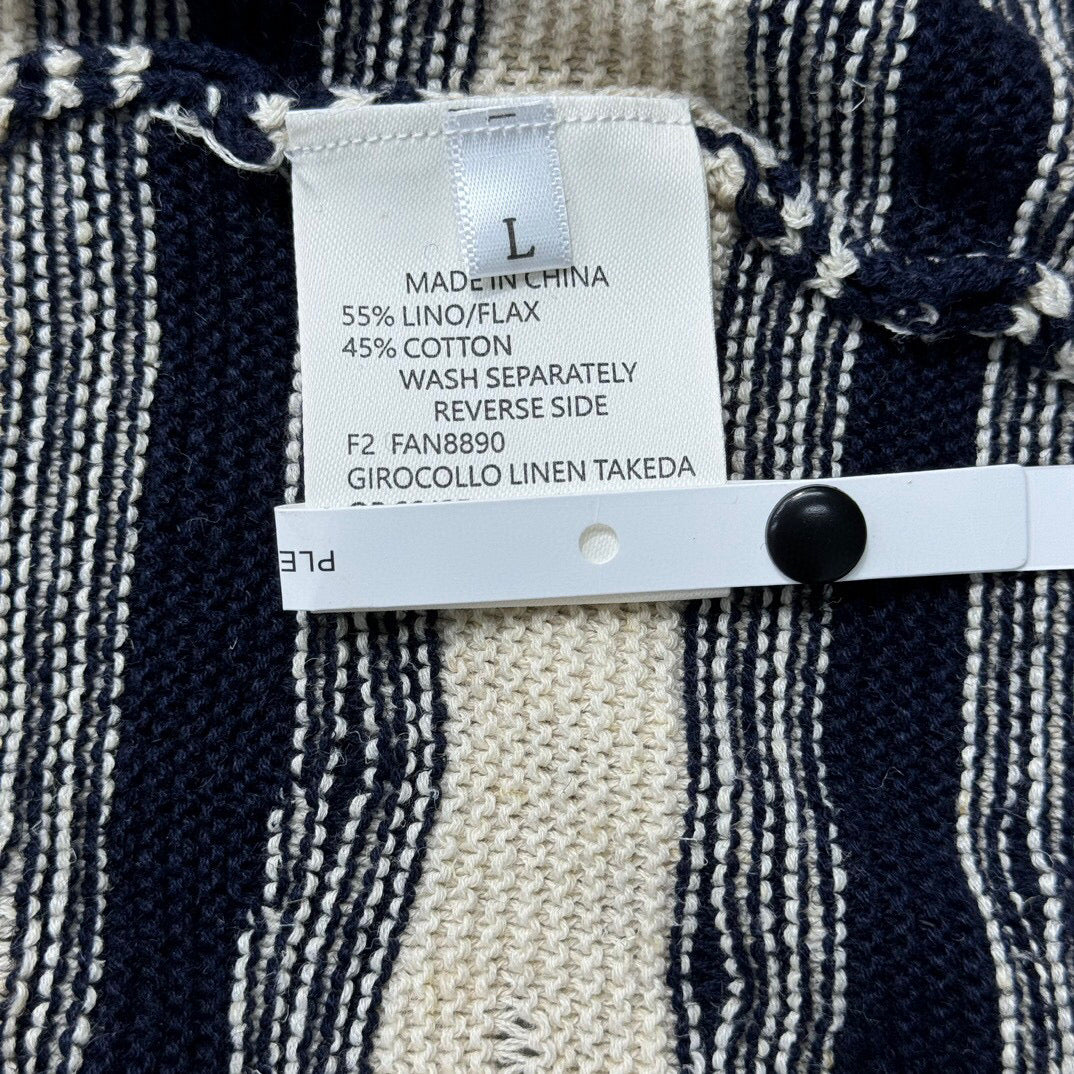 L
MADE IN CHINA
55% LINO/FLAX
45% COTTON
WASH SEPARATELY
REVERSE SIDE
F2 FAN8890
GIROCOLLO LINEN TAKEDA
PLE